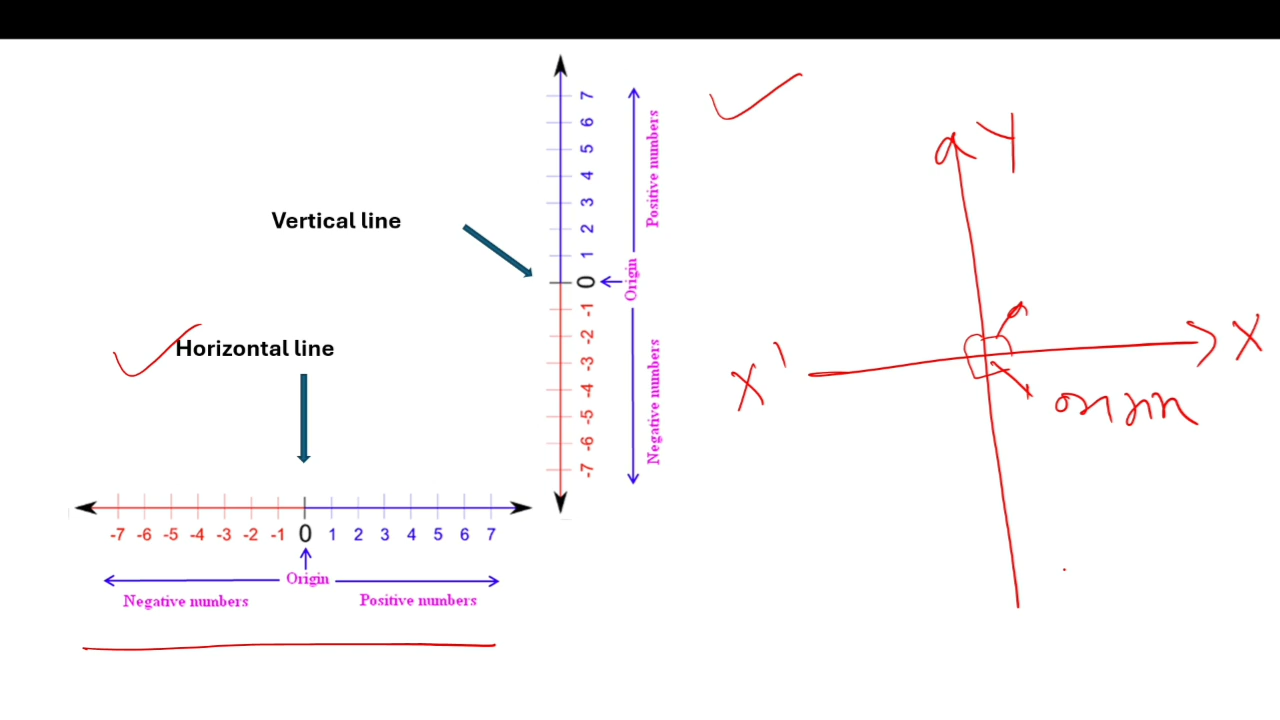 Vertical line
7
6
5
4
3
2
1
0
-1
-2
-3
-4
-5
-6
-7
Positive numbers
Origin
Negative numbers
Horizontal line
-7 -6 -5 -4 -3 -2 -1 0 1 2 3 4 5 6 7
Origin
Negative numbers Positive numbers
Y
X' X